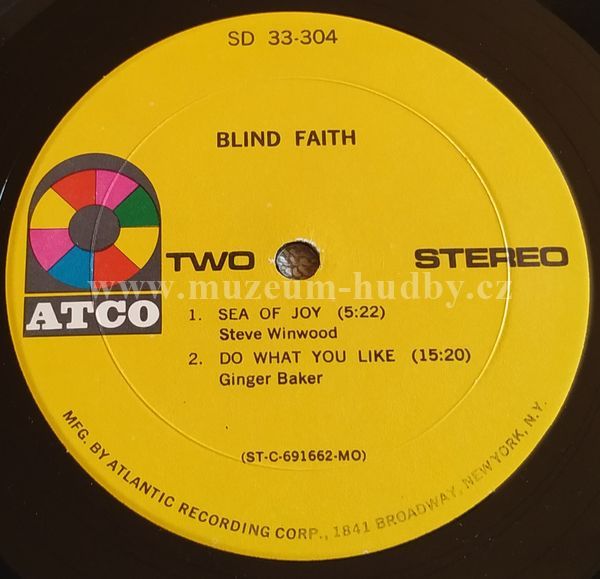 SD 33-304
BLIND FAITH
ATCO
TWO
STEREO
www.muzeum-hudby.cz
1. SEA OF JOY (5:22)
Steve Winwood
2. DO WHAT YOU LIKE (15:20)
Ginger Baker
(ST-C-691662-MO)
MFG. BY ATLANTIC RECORDING CORP., 1841 BROADWAY, NEW YORK, N.Y.